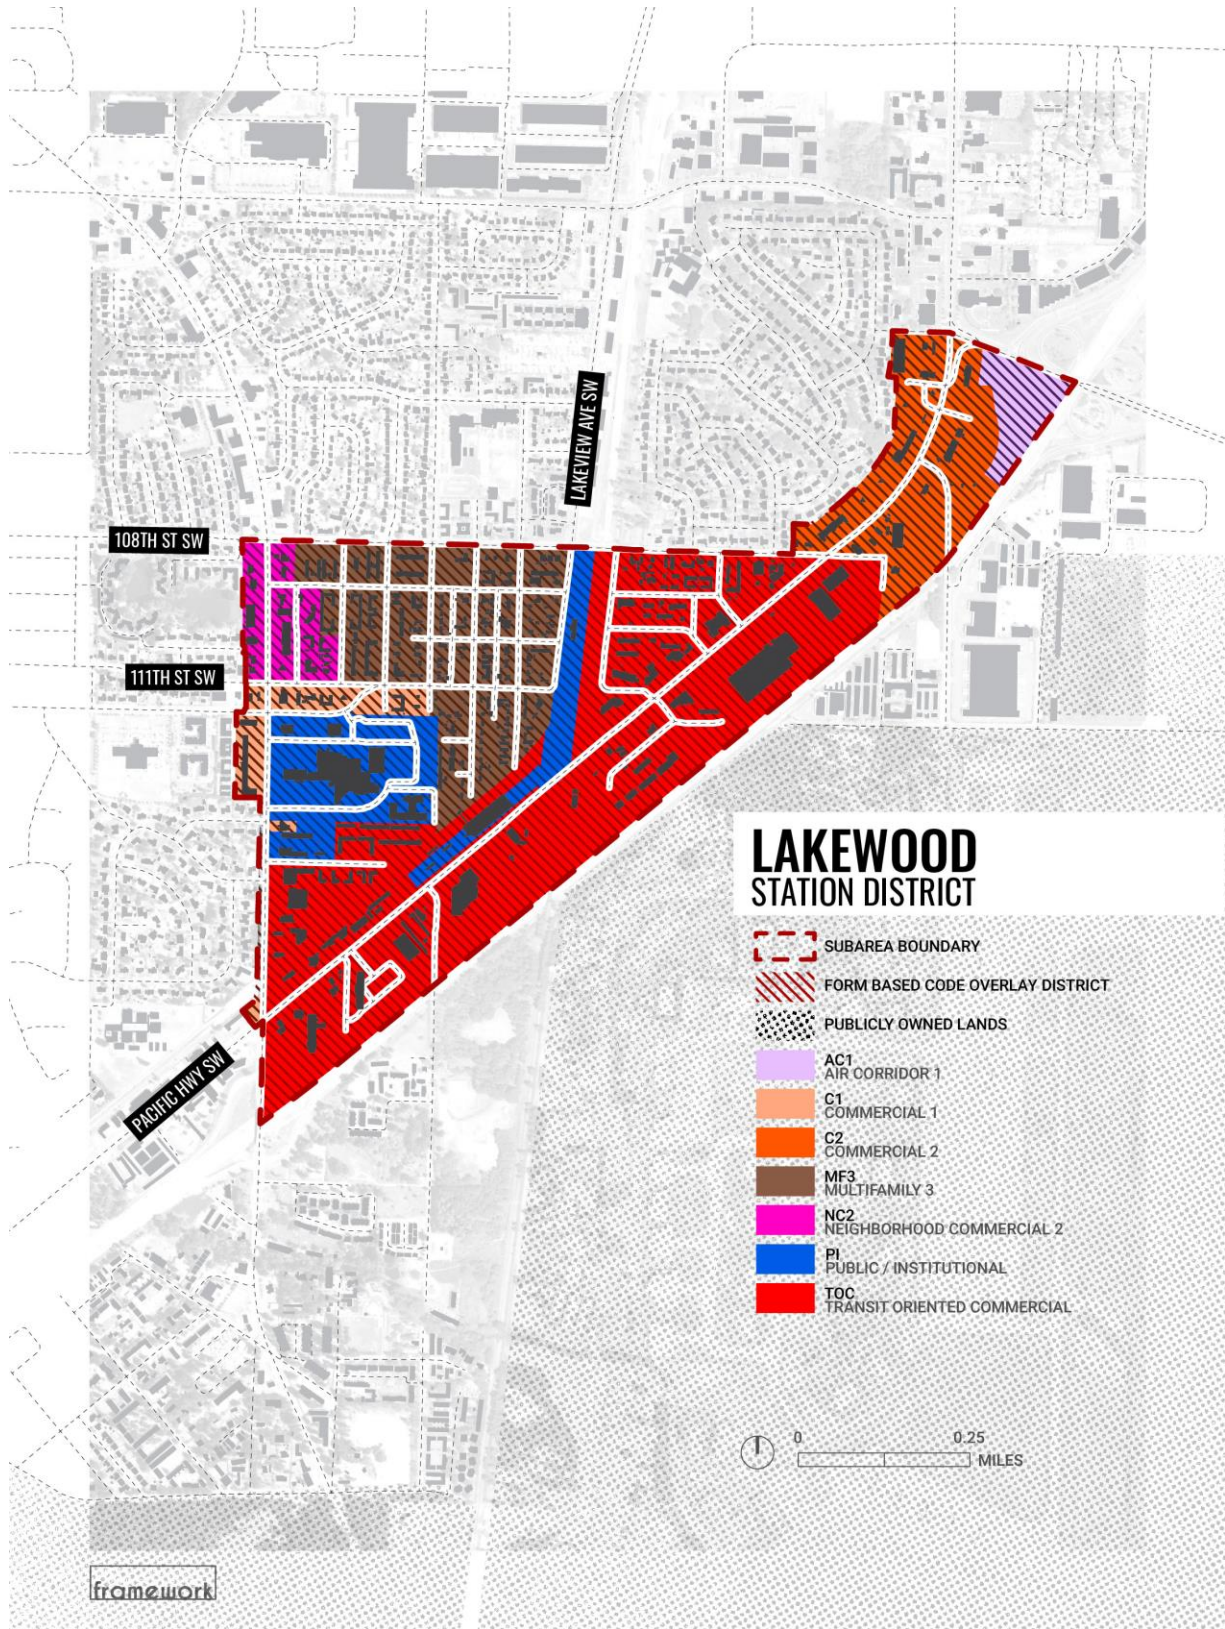 LAKEVIEW AVE SW
108TH ST SW
111TH ST SW
PACIFIC HWY SW
LAKEWOOD
STATION DISTRICT
SUBAREA BOUNDARY
FORM BASED CODE OVERLAY DISTRICT
PUBLICLY OWNED LANDS
AC1
AIR CORRIDOR 1
C1
COMMERCIAL 1
C2
COMMERCIAL 2
MF3
MULTIFAMILY 3
NC2
NEIGHBORHOOD COMMERCIAL 2
PI
PUBLIC / INSTITUTIONAL
TOC
TRANSIT ORIENTED COMMERCIAL
0 0.25
MILES
framework